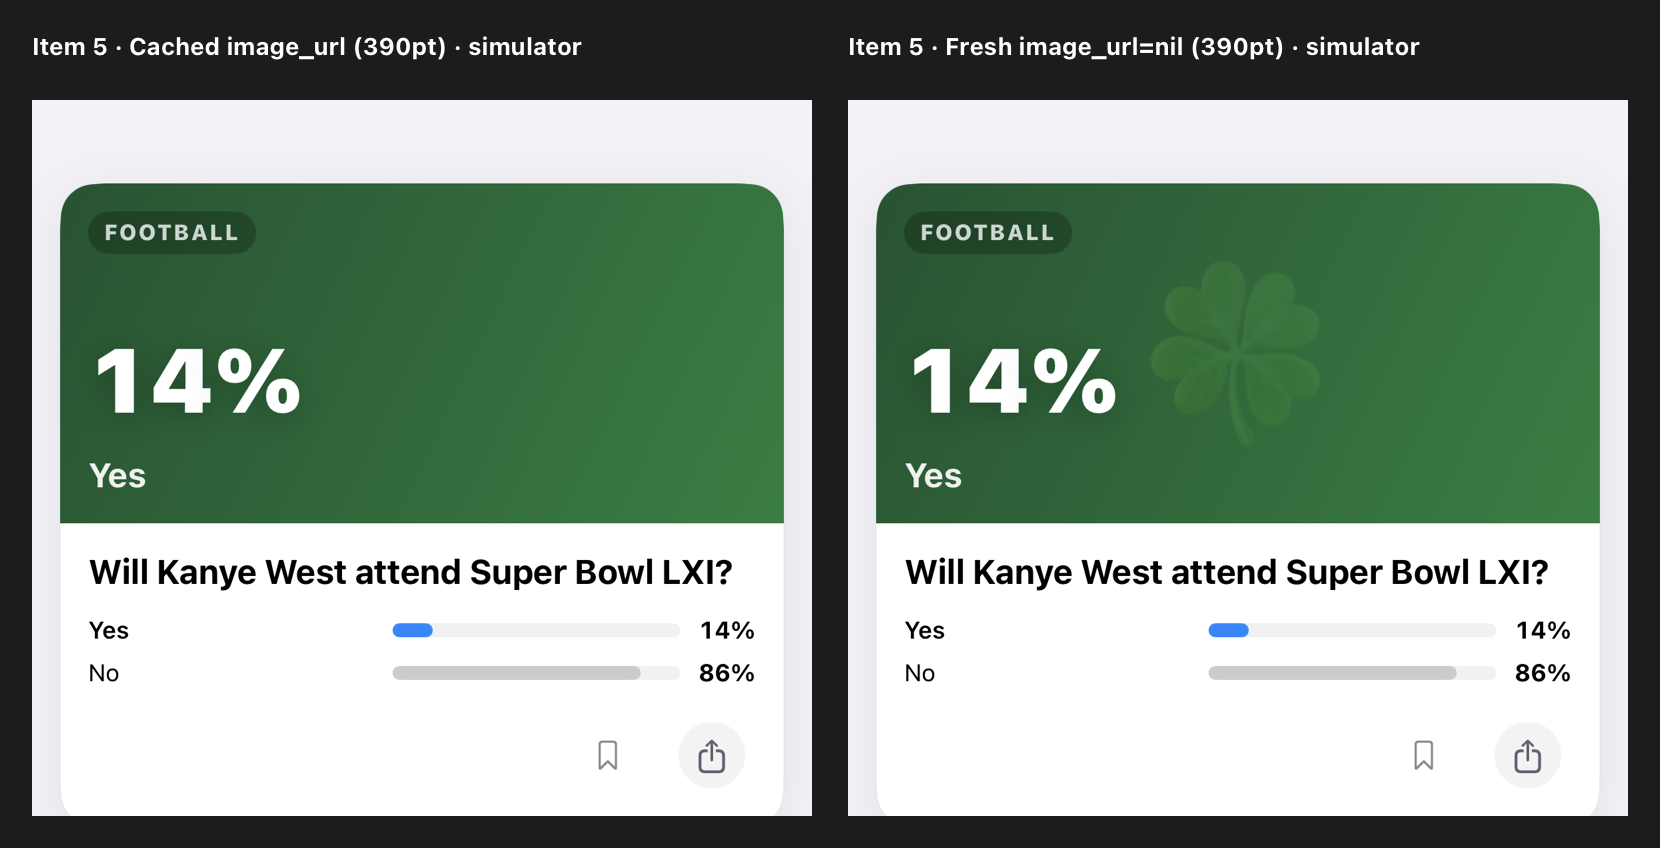 Item 5 · Cached image_url (390pt) · simulator
FOOTBALL
14%
Yes
Will Kanye West attend Super Bowl LXI?
Yes 14%
No 86%
Item 5 · Fresh image_url=nil (390pt) · simulator
FOOTBALL
14%
Yes
Will Kanye West attend Super Bowl LXI?
Yes 14%
No 86%